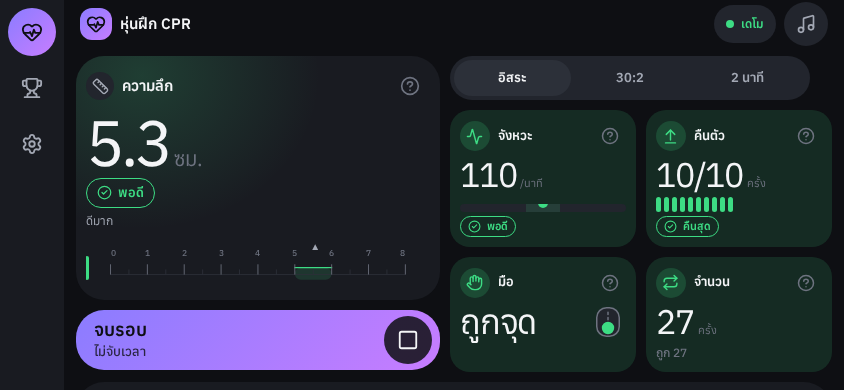 หุ่นฝึก CPR
เดโม
ความลึก
5.3 ซม.
พอดี
ดีมาก
0 1 2 3 4 5 6 7 8
จบรอบ
ไม่จับเวลา
อิสระ 30:2 2 นาที
จังหวะ
110 /นาที
พอดี
คืนตัว
10/10 ครั้ง
คืนสุด
มือ
ถูกจุด
จำนวน
27 ครั้ง
ถูก 27